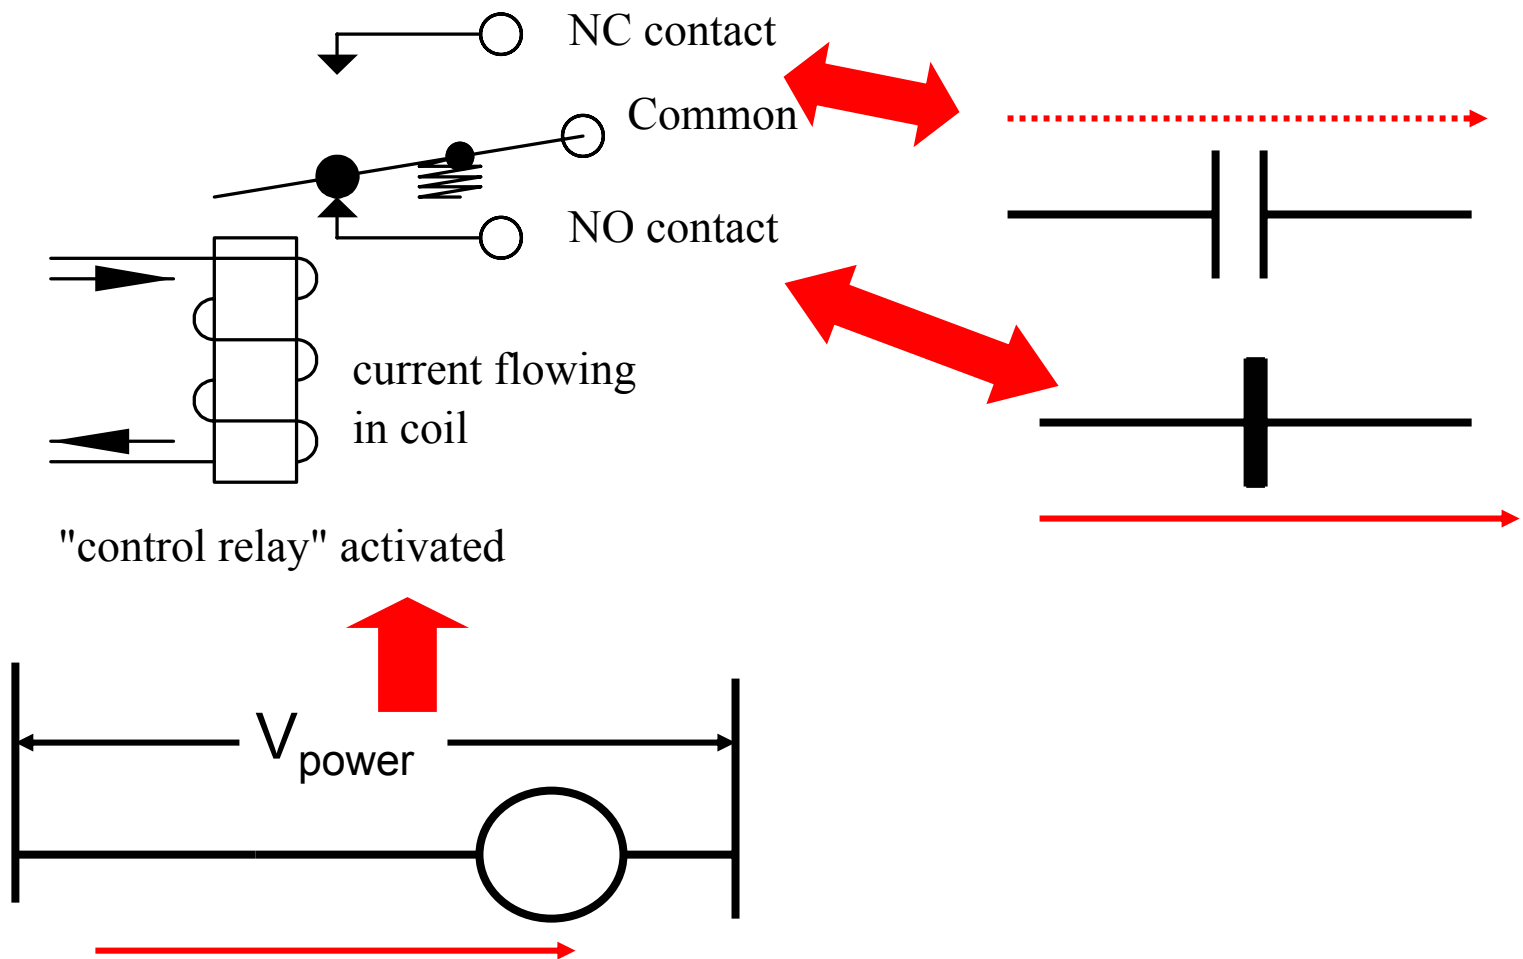 NC contact
Common
NO contact
current flowing
in coil
"control relay" activated
Vpower